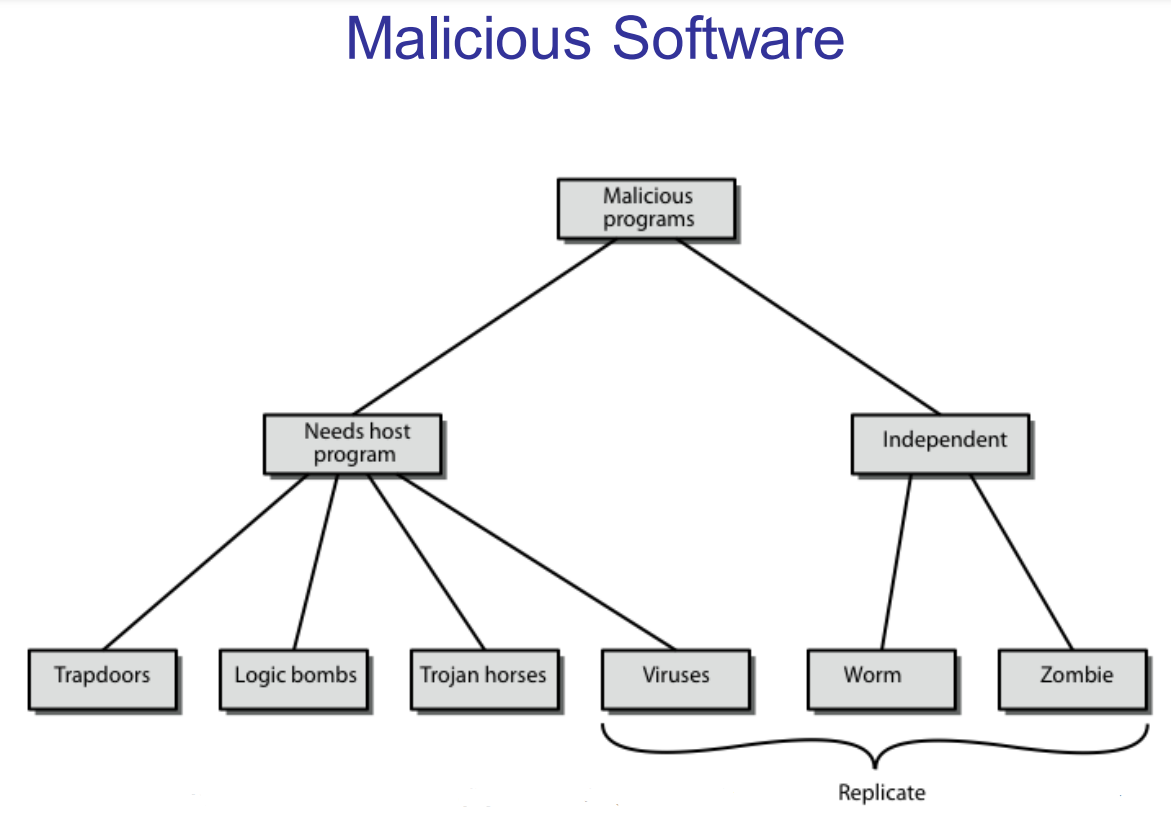 Malicious Software
Malicious
programs
Needs host
program
Independent
Trapdoors
Logic bombs
Trojan horses
Viruses
Worm
Zombie
Replicate